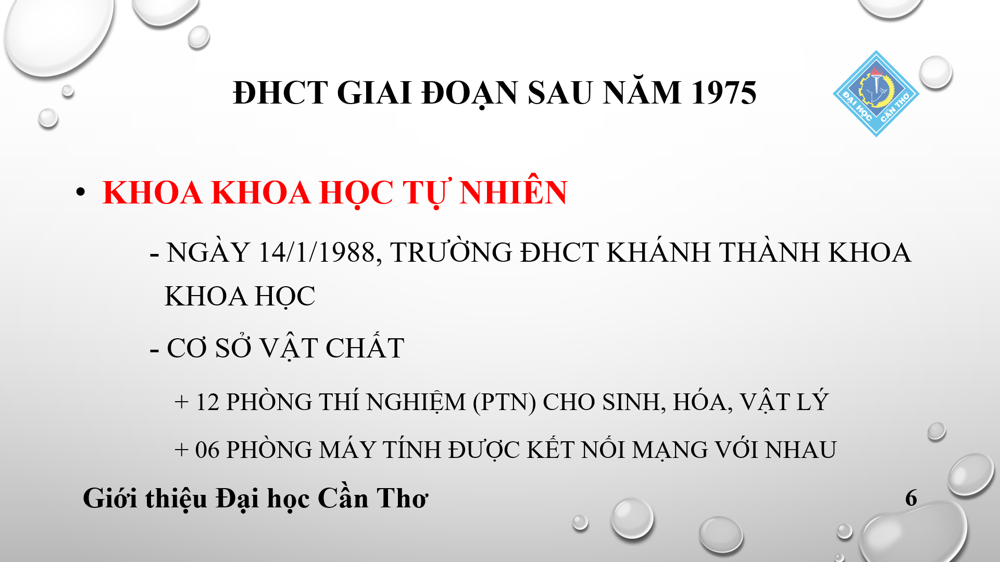 ĐHCT GIAI ĐOẠN SAU NĂM 1975
ĐẠI HỌC CẦN THƠ
• KHOA KHOA HỌC TỰ NHIÊN
- NGÀY 14/1/1988, TRƯỜNG ĐHCT KHÁNH THÀNH KHOA
KHOA HỌC
- CƠ SỞ VẬT CHẤT
+ 12 PHÒNG THÍ NGHIỆM (PTN) CHO SINH, HÓA, VẬT LÝ
+ 06 PHÒNG MÁY TÍNH ĐƯỢC KẾT NỐI MẠNG VỚI NHAU
Giới thiệu Đại học Cần Thơ
6